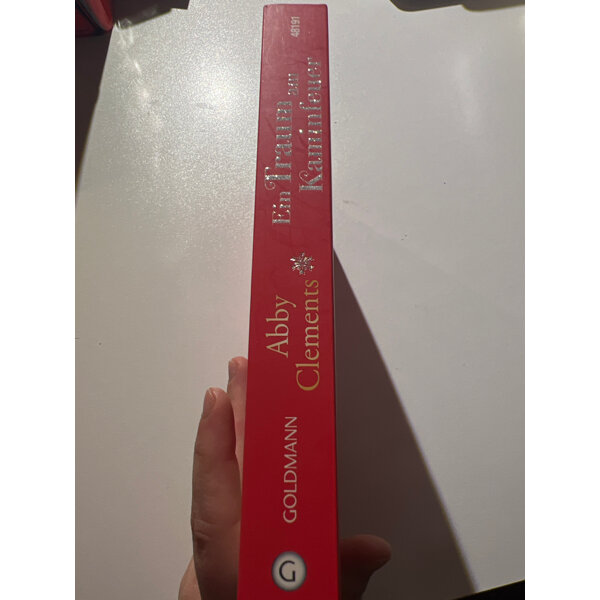 GOLDMANN
Abby
Clements
Ein Traum am
Kaminfeuer
48191
G